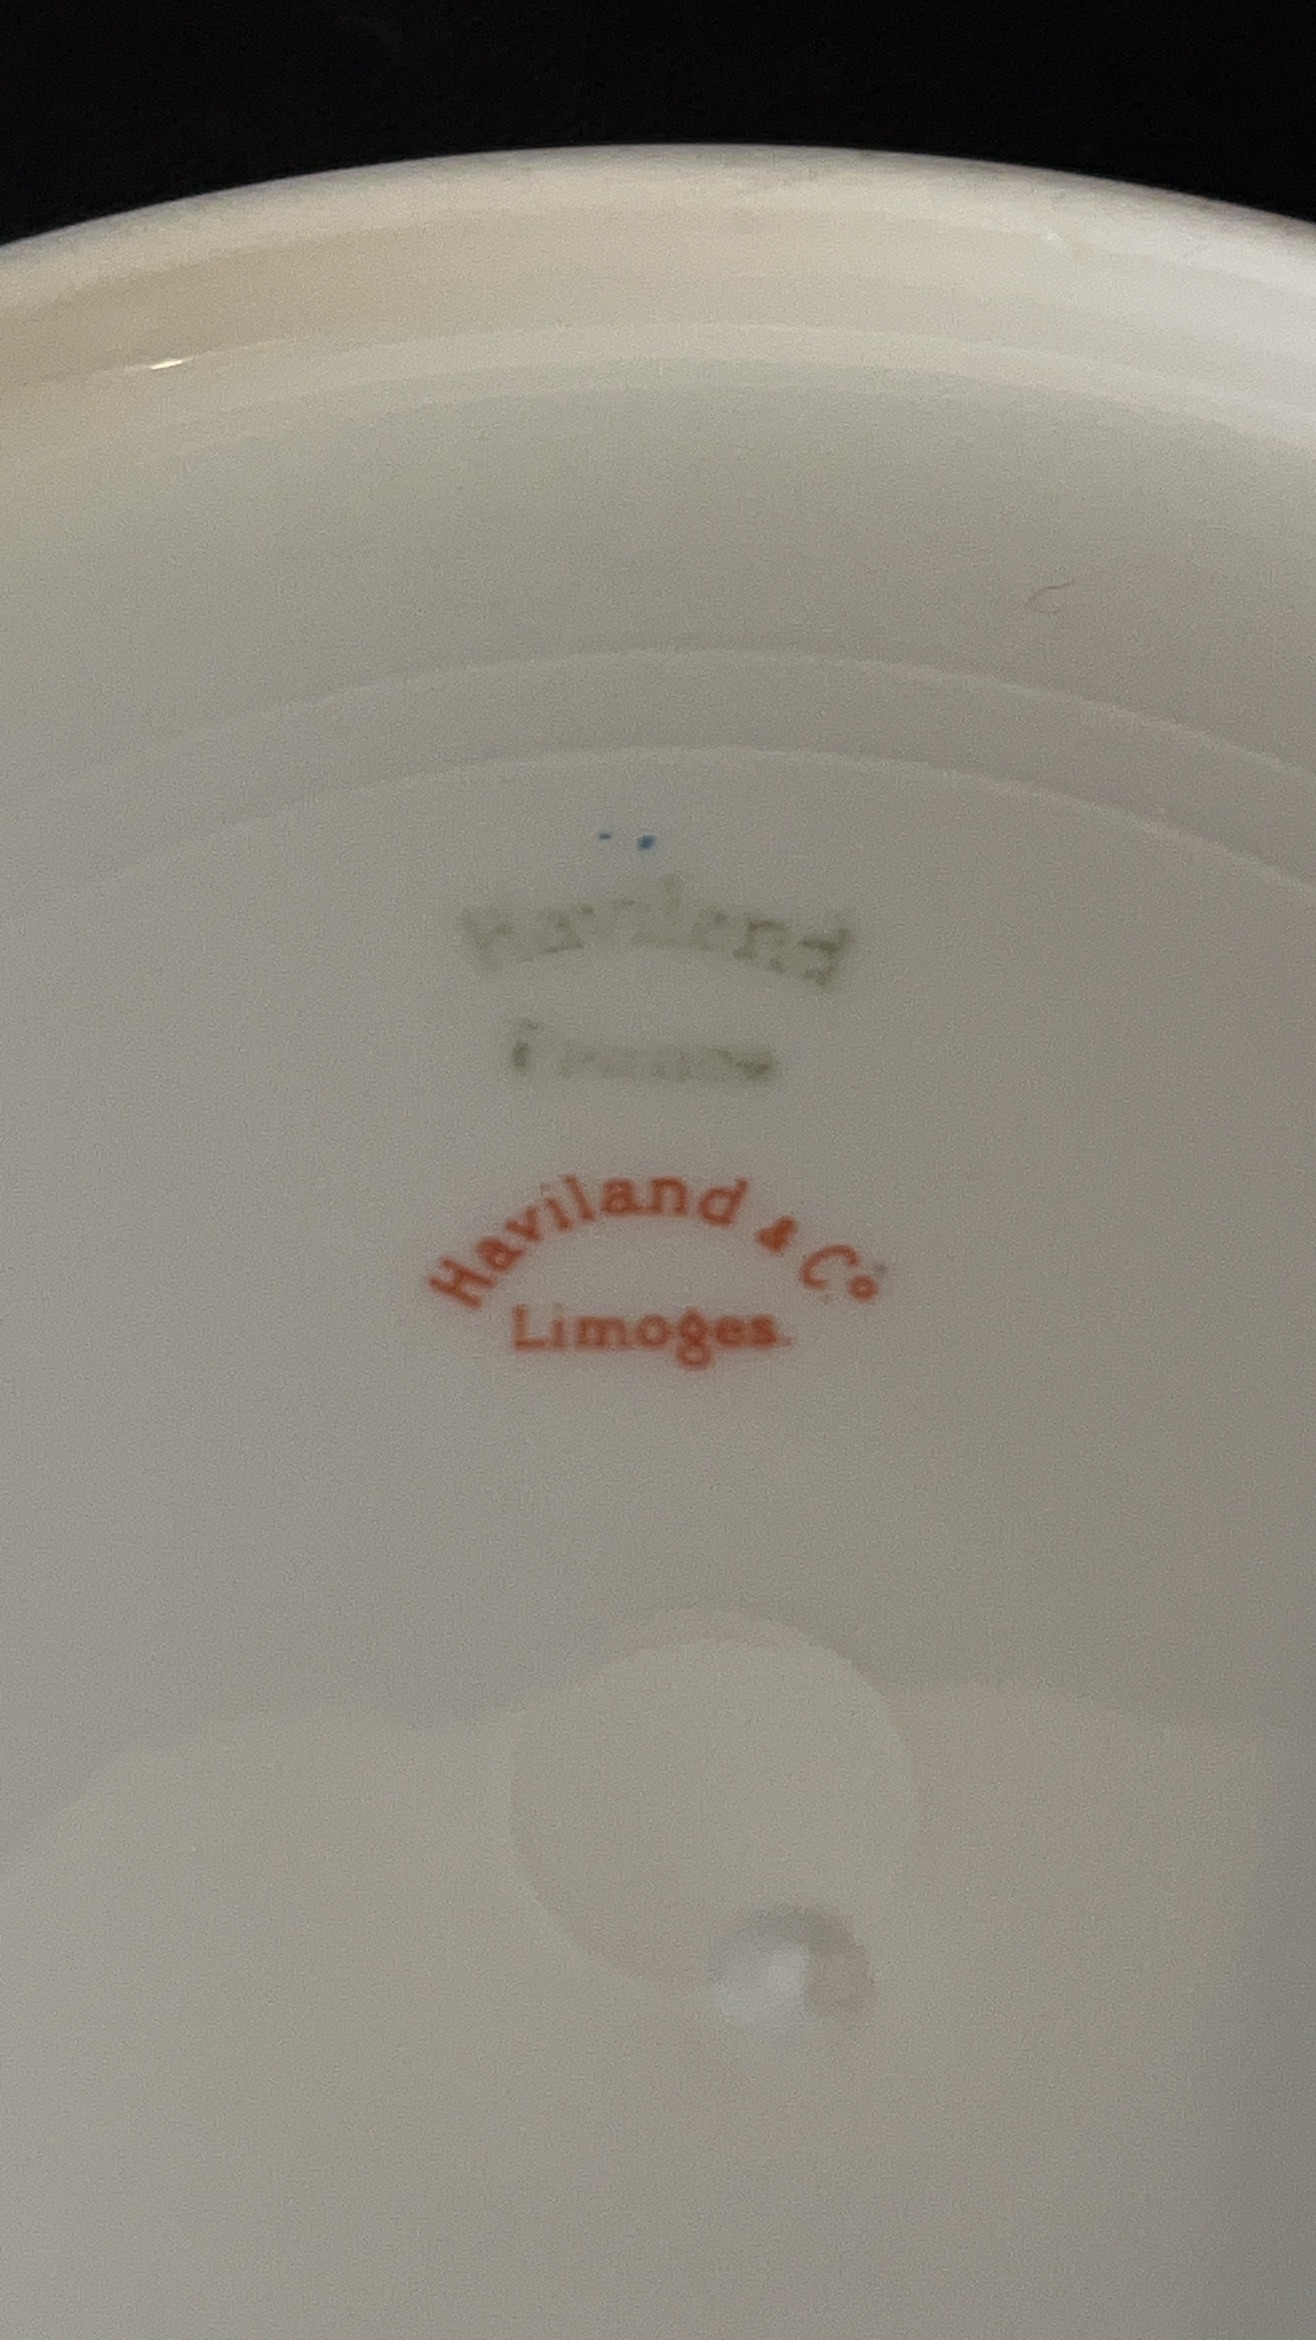 Haviland
France
Haviland & Co
Limoges.